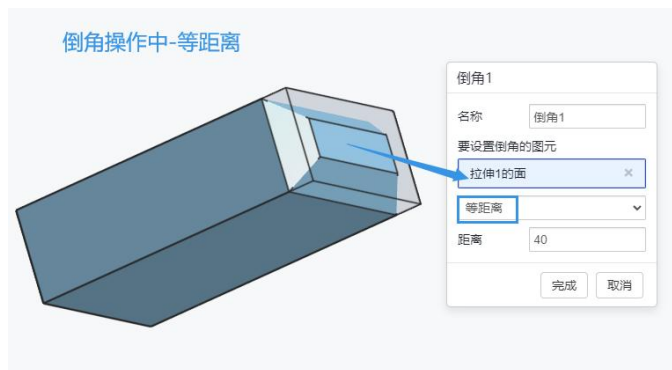 倒角操作中-等距离
倒角1
名称 倒角1
要设置倒角的图元
拉伸1的面 ×
等距离
距离 40
完成 取消